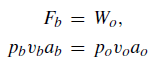 F_b = W_o,
p_b v_b a_b = p_o v_o a_o